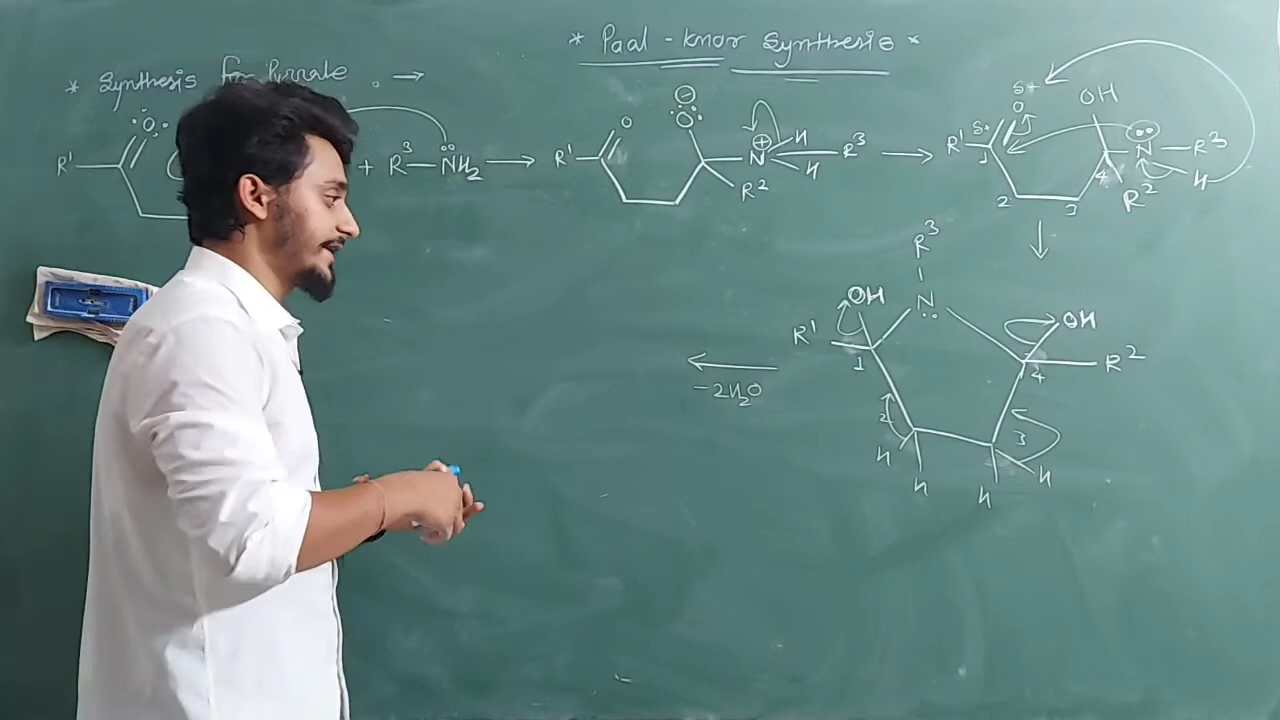 * Paal - Knor Synthesis *
* Synthesis for Pyrrole . →
R¹ O + R³ NH₂ →
R¹ O O ⊖ N ⊕ H H R³ R² →
R¹ δ+ O δ+ OH N R³ H R² 1 2 3 4
↓
R³
N
R¹ OH OH R²
1 4
← -2H₂O
2 3
H H H H